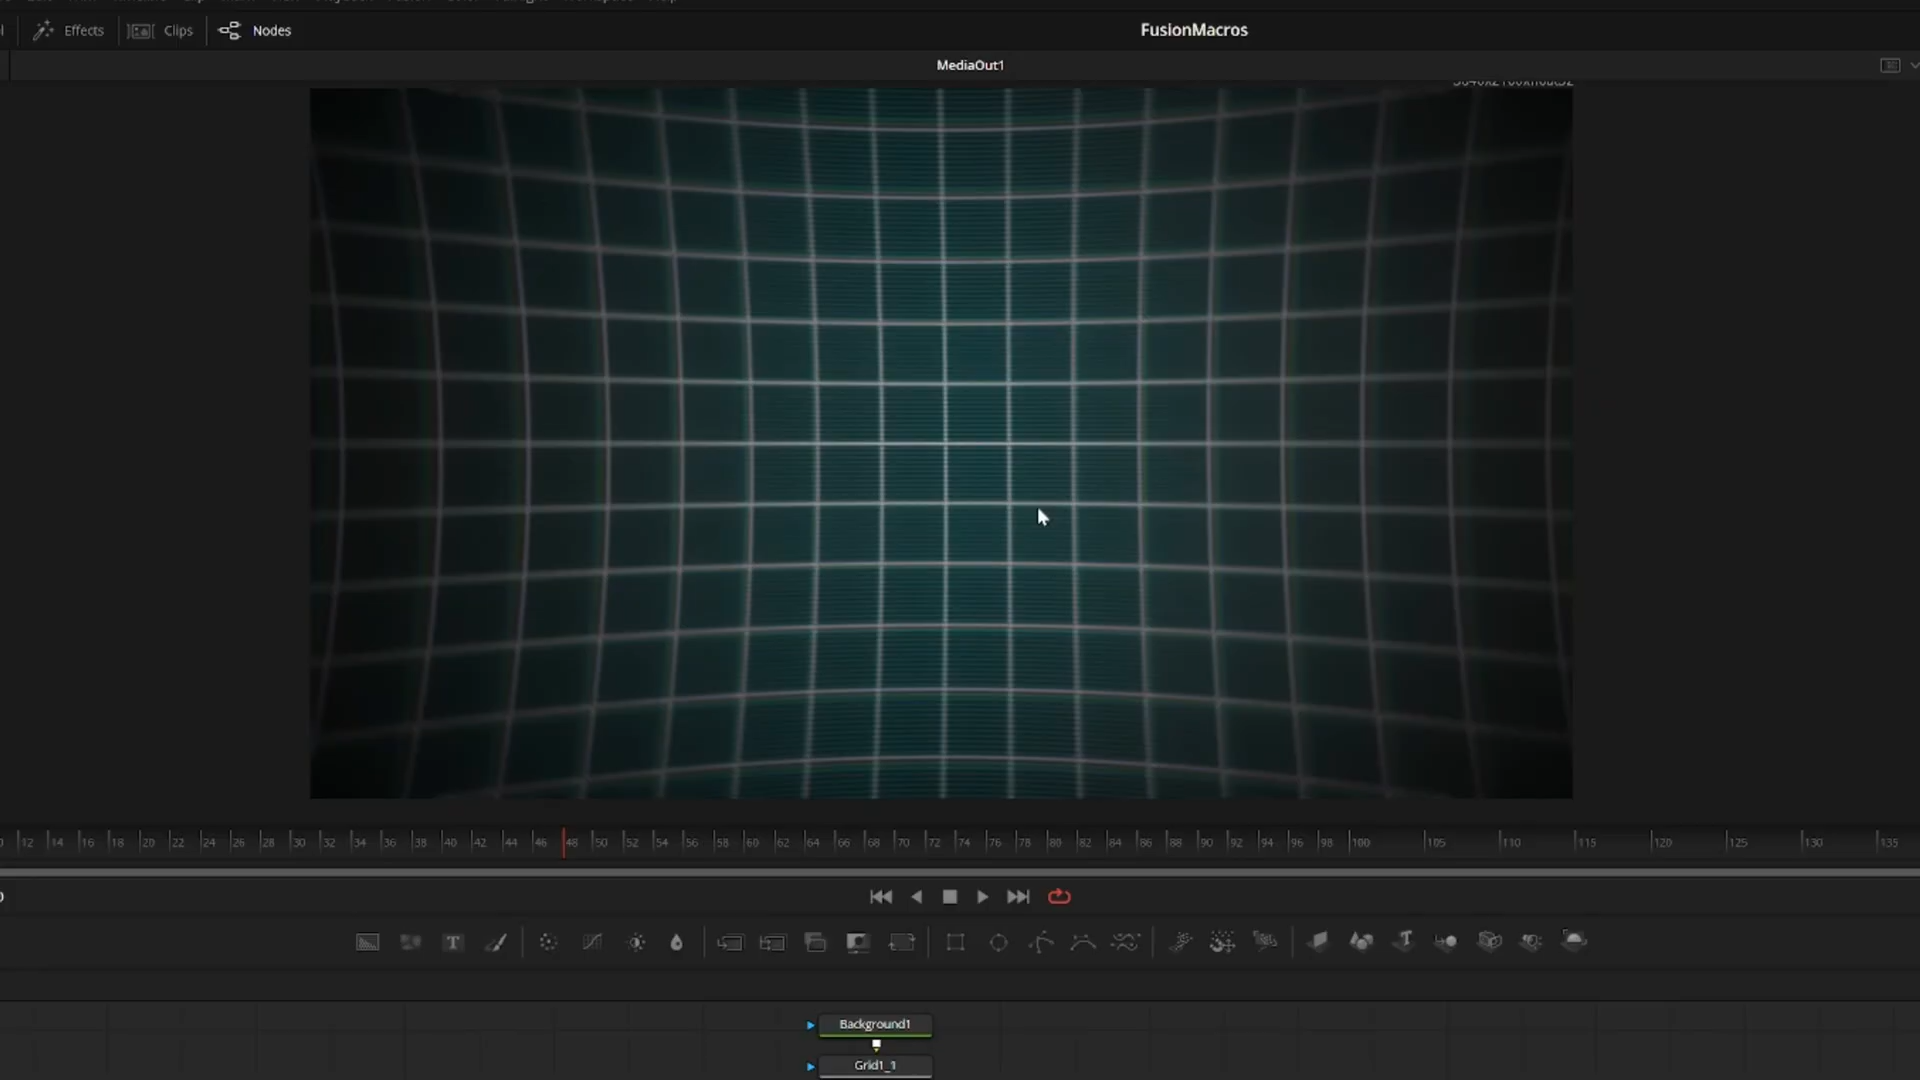 Effects
Clips
Nodes
FusionMacros
MediaOut1
12 14 16 18 20 22 24 26 28 30 32 34 36 38 40 42 44 46 48 50 52 54 56 58 60 62 64 66 68 70 72 74 76 78 80 82 84 86 88 90 92 94 96 98 100 105 110 115 120 125 130 135
T
Background1
Grid1_1